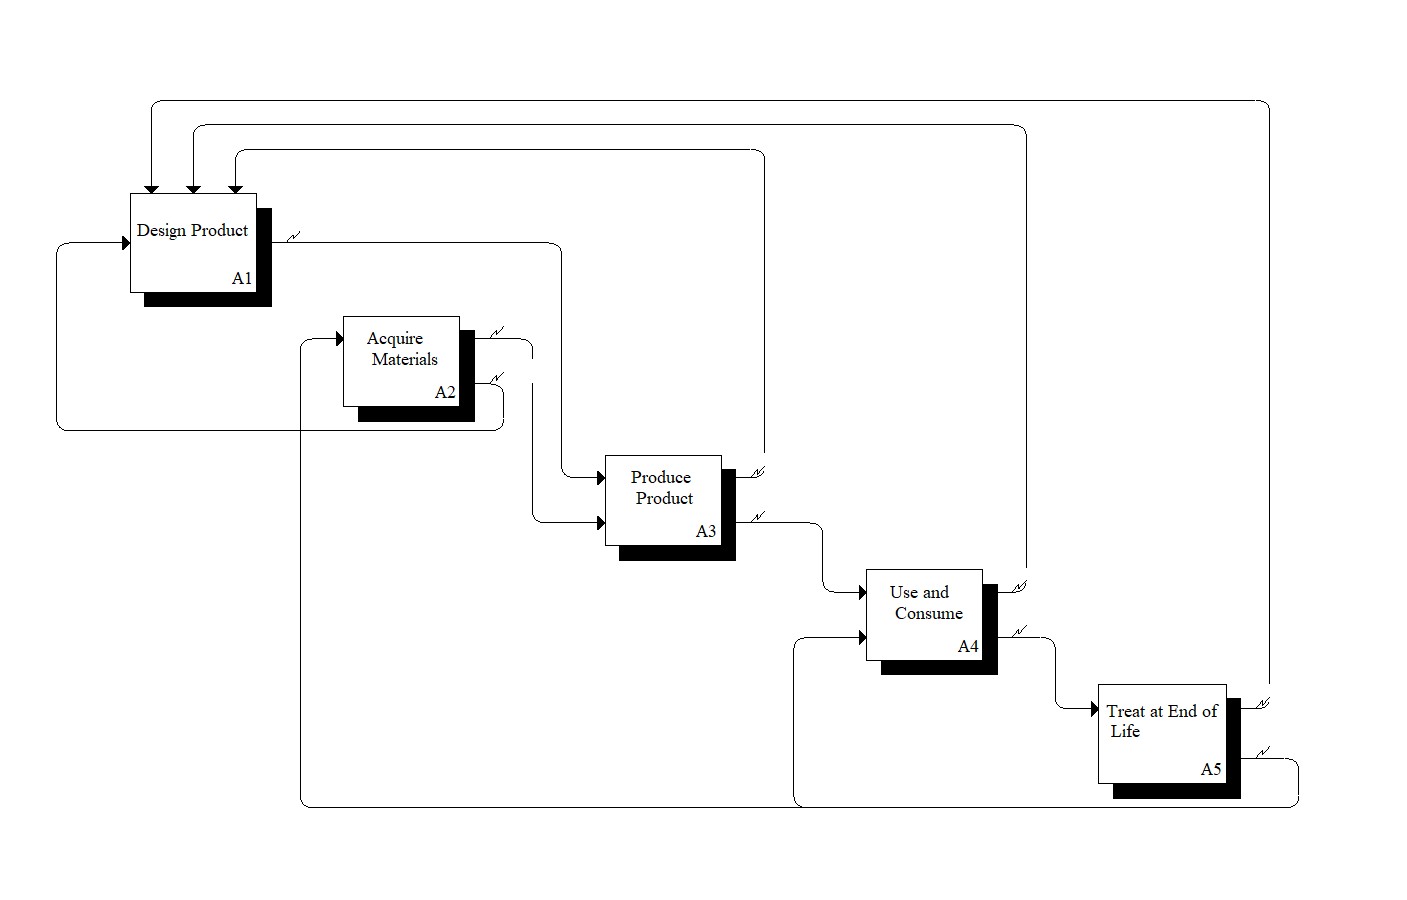 Design Product
A1
Acquire
Materials
A2
Produce
Product
A3
Use and
Consume
A4
Treat at End of
Life
A5